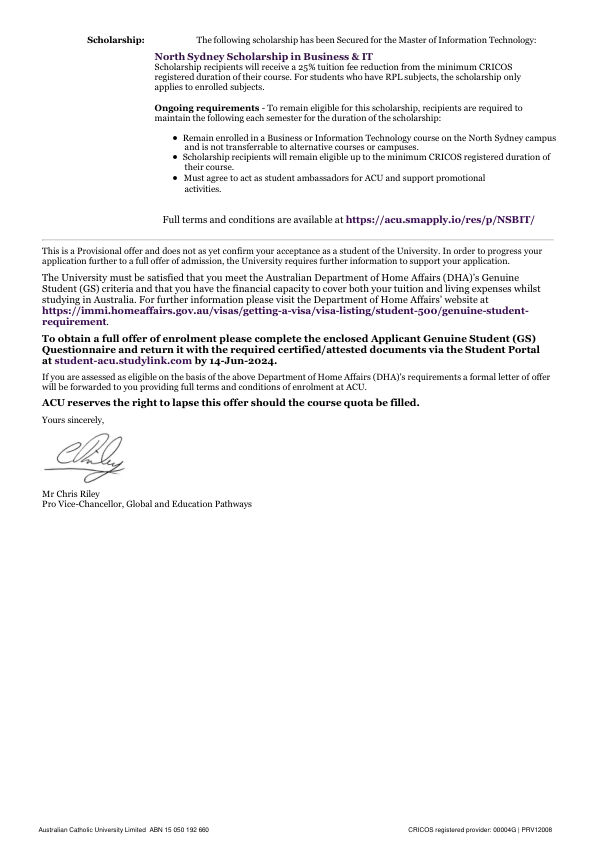 Scholarship: The following scholarship has been Secured for the Master of Information Technology:
North Sydney Scholarship in Business & IT
Scholarship recipients will receive a 25% tuition fee reduction from the minimum CRICOS
registered duration of their course. For students who have RPL subjects, the scholarship only
applies to enrolled subjects.
Ongoing requirements - To remain eligible for this scholarship, recipients are required to
maintain the following each semester for the duration of the scholarship:
• Remain enrolled in a Business or Information Technology course on the North Sydney campus
and is not transferrable to alternative courses or campuses.
• Scholarship recipients will remain eligible up to the minimum CRICOS registered duration of
their course.
• Must agree to act as student ambassadors for ACU and support promotional
activities.
Full terms and conditions are available at https://acu.smapply.io/res/p/NSBIT/
This is a Provisional offer and does not as yet confirm your acceptance as a student of the University. In order to progress your
application further to a full offer of admission, the University requires further information to support your application.
The University must be satisfied that you meet the Australian Department of Home Affairs (DHA)'s Genuine
Student (GS) criteria and that you have the financial capacity to cover both your tuition and living expenses whilst
studying in Australia. For further information please visit the Department of Home Affairs' website at
https://immi.homeaffairs.gov.au/visas/getting-a-visa/visa-listing/student-500/genuine-student-
requirement.
To obtain a full offer of enrolment please complete the enclosed Applicant Genuine Student (GS)
Questionnaire and return it with the required certified/attested documents via the Student Portal
at student-acu.studylink.com by 14-Jun-2024.
If you are assessed as eligible on the basis of the above Department of Home Affairs (DHA)'s requirements a formal letter of offer
will be forwarded to you providing full terms and conditions of enrolment at ACU.
ACU reserves the right to lapse this offer should the course quota be filled.
Yours sincerely,
Mr Chris Riley
Pro Vice-Chancellor, Global and Education Pathways
Australian Catholic University Limited ABN 15 050 192 660
CRICOS registered provider: 00004G | PRV12008